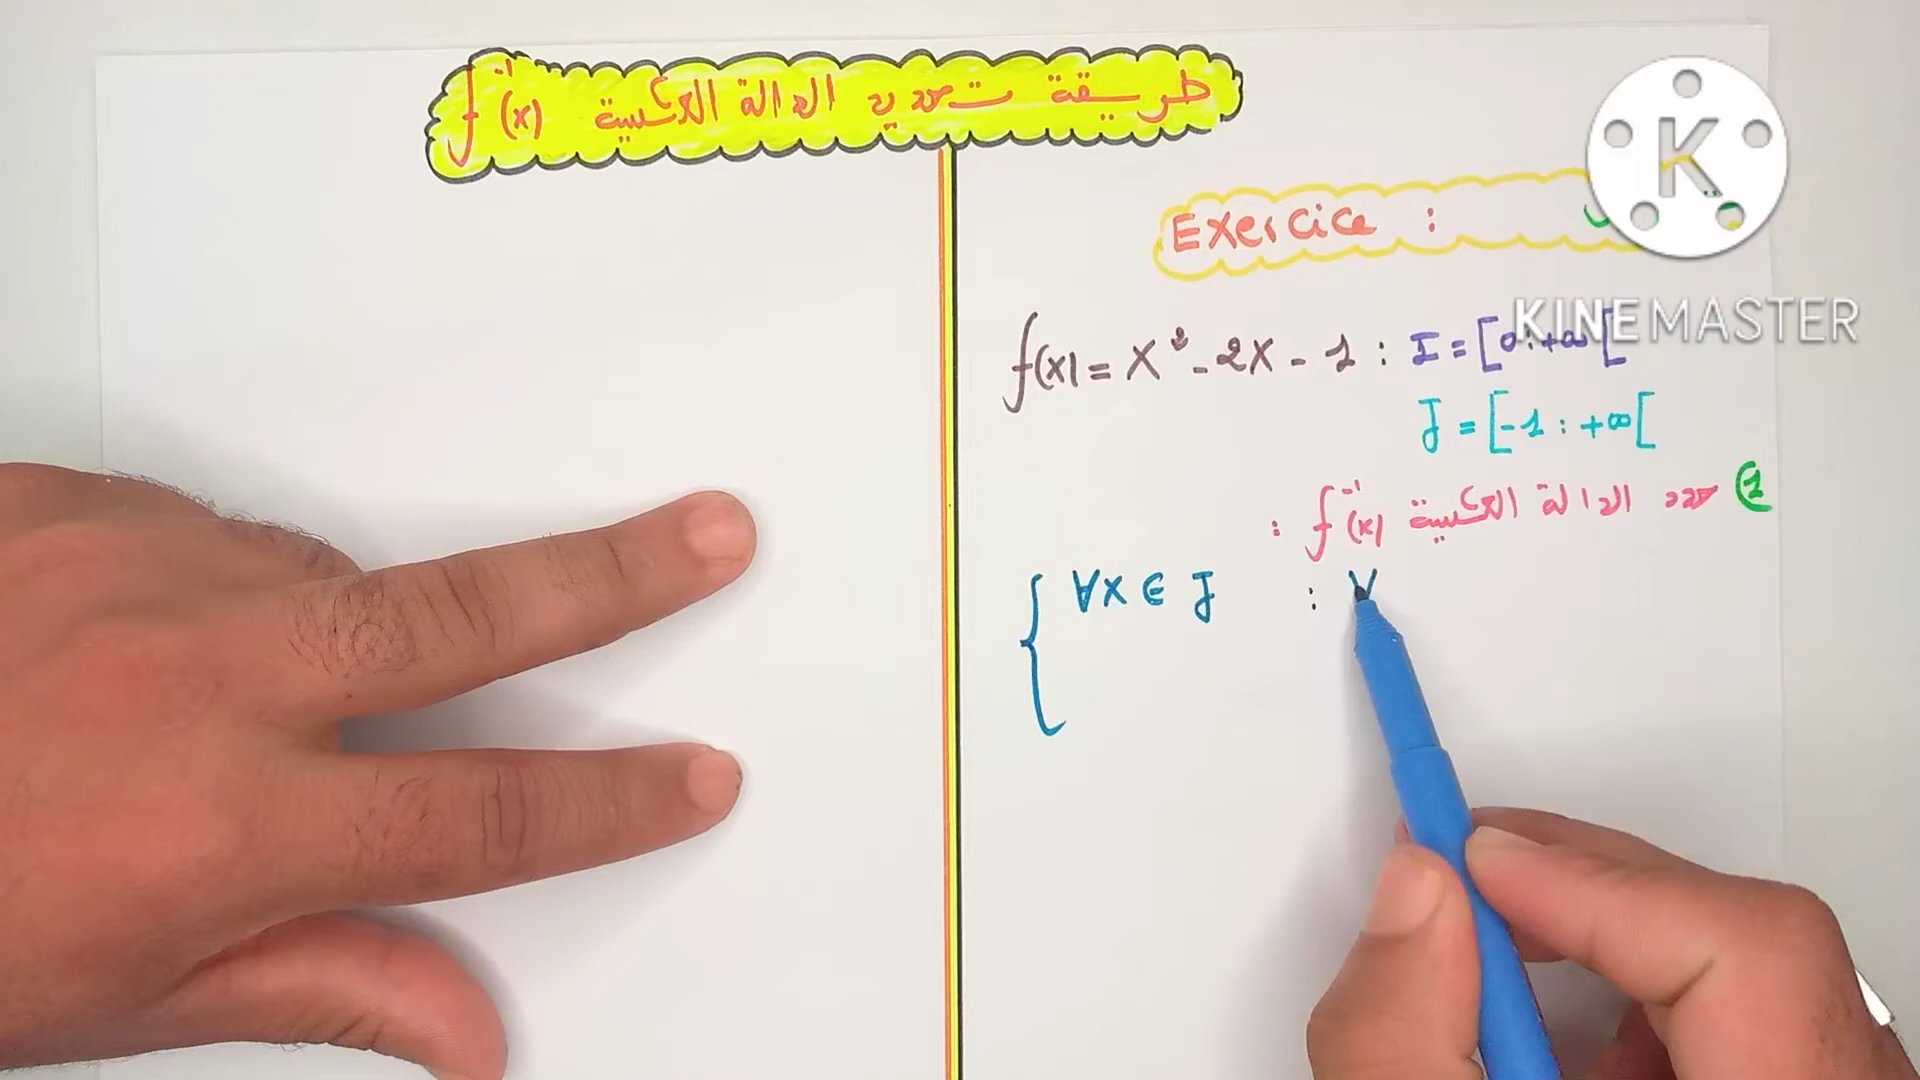 طريقة تحديد الدالة العكسية f⁻¹(x)
Exercice :
K
KINEMASTER
f(x) = x² - 2x - 1 : I = [0 : +∞[
J = [-1 : +∞[
① حدد الدالة العكسية f⁻¹(x) :
{ ∀x ∈ J : y